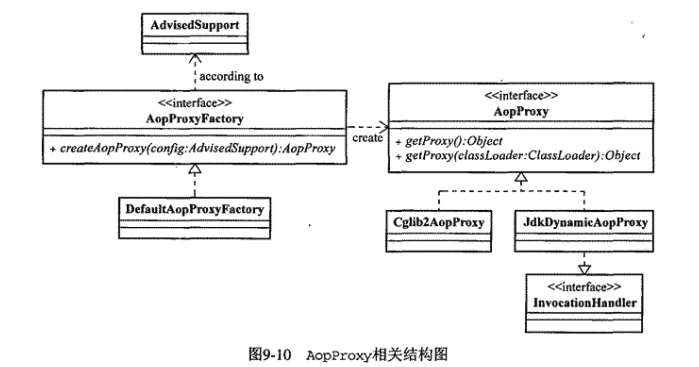 AdvisedSupport
according to
<<interface>>
AopProxyFactory
+ createAopProxy(config:AdvisedSupport):AopProxy
create
<<interface>>
AopProxy
+ getProxy():Object
+ getProxy(classLoader:ClassLoader):Object
DefaultAopProxyFactory
Cglib2AopProxy
JdkDynamicAopProxy
<<interface>>
InvocationHandler
图9-10 AopProxy相关结构图